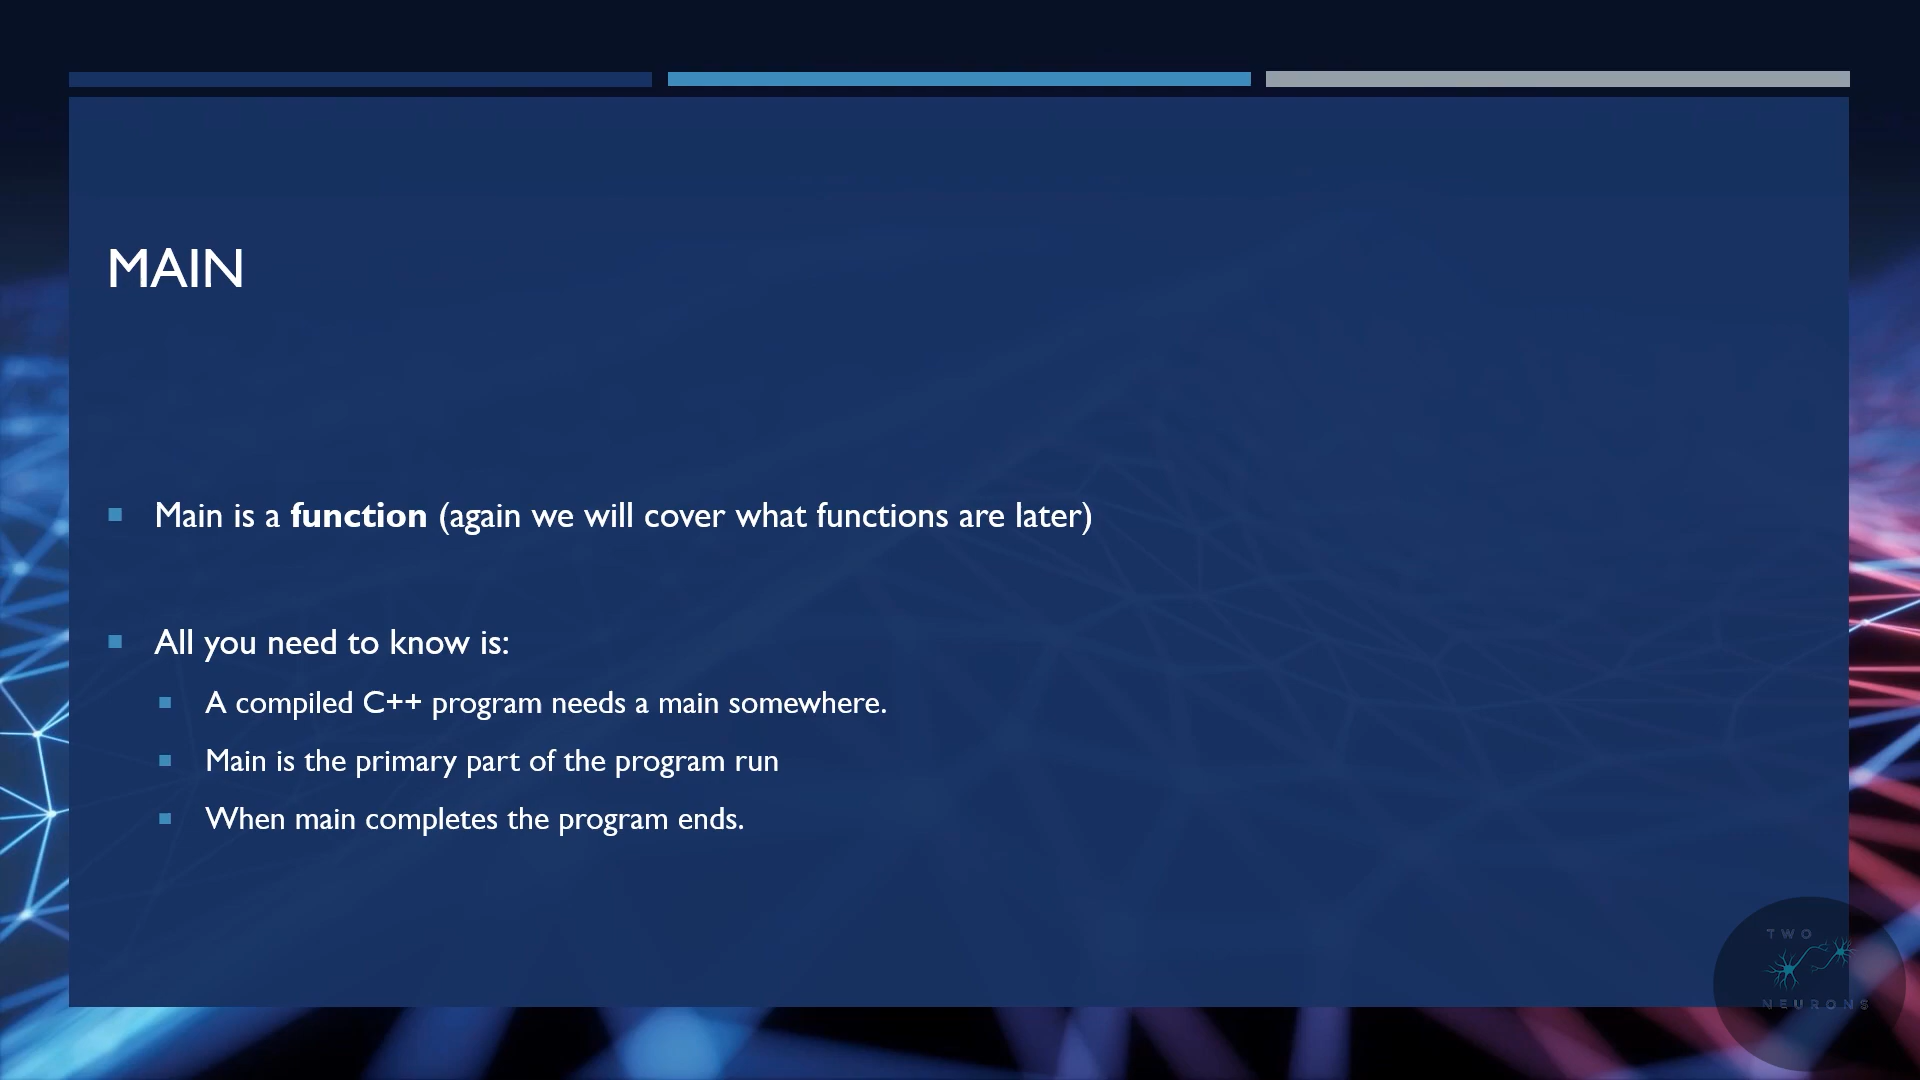 MAIN
Main is a function (again we will cover what functions are later)
All you need to know is:
A compiled C++ program needs a main somewhere.
Main is the primary part of the program run
When main completes the program ends.
TWO
NEURONS